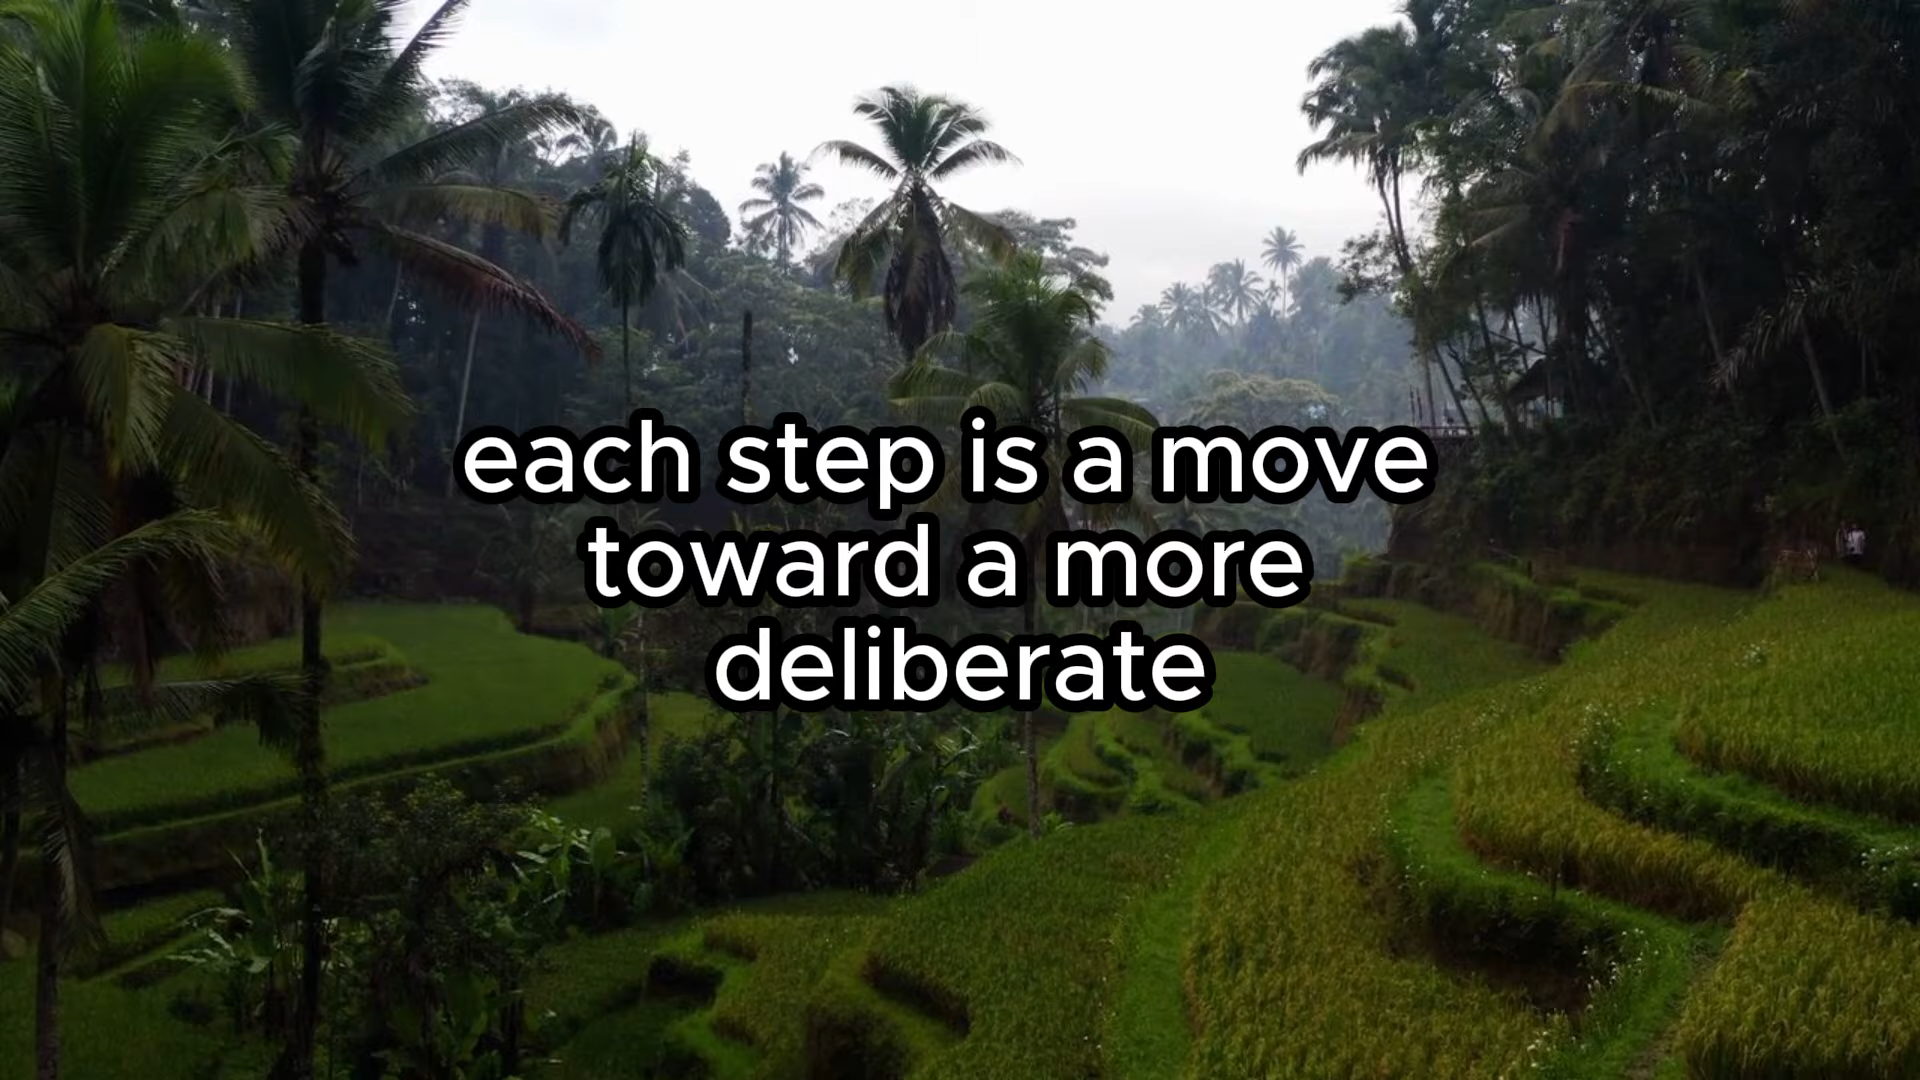 each step is a move
toward a more
deliberate